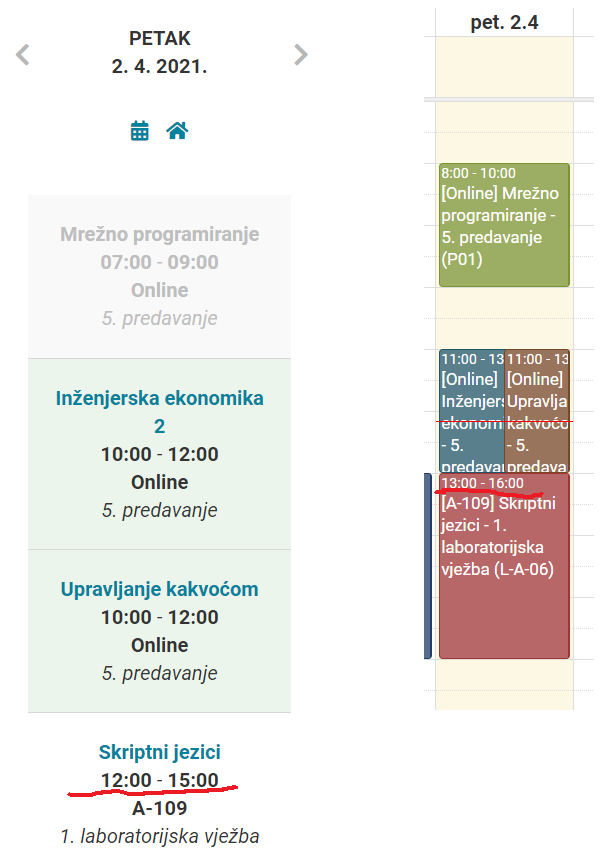 PETAK
2. 4. 2021.
Mrežno programiranje
07:00 - 09:00
Online
5. predavanje
Inženjerska ekonomika
2
10:00 - 12:00
Online
5. predavanje
Upravljanje kakvoćom
10:00 - 12:00
Online
5. predavanje
Skriptni jezici
12:00 - 15:00
A-109
1. laboratorijska vježba
pet. 2.4
8:00 - 10:00
[Online] Mrežno
programiranje -
5. predavanje
(P01)
11:00 - 13
[Online]
Inženjers
ekonomi
- 5.
predavan
11:00 - 13
[Online]
Upravlja
kakvoćo
- 5.
predava
13:00 - 16:00
[A-109] Skriptni
jezici - 1.
laboratorijska
vježba (L-A-06)